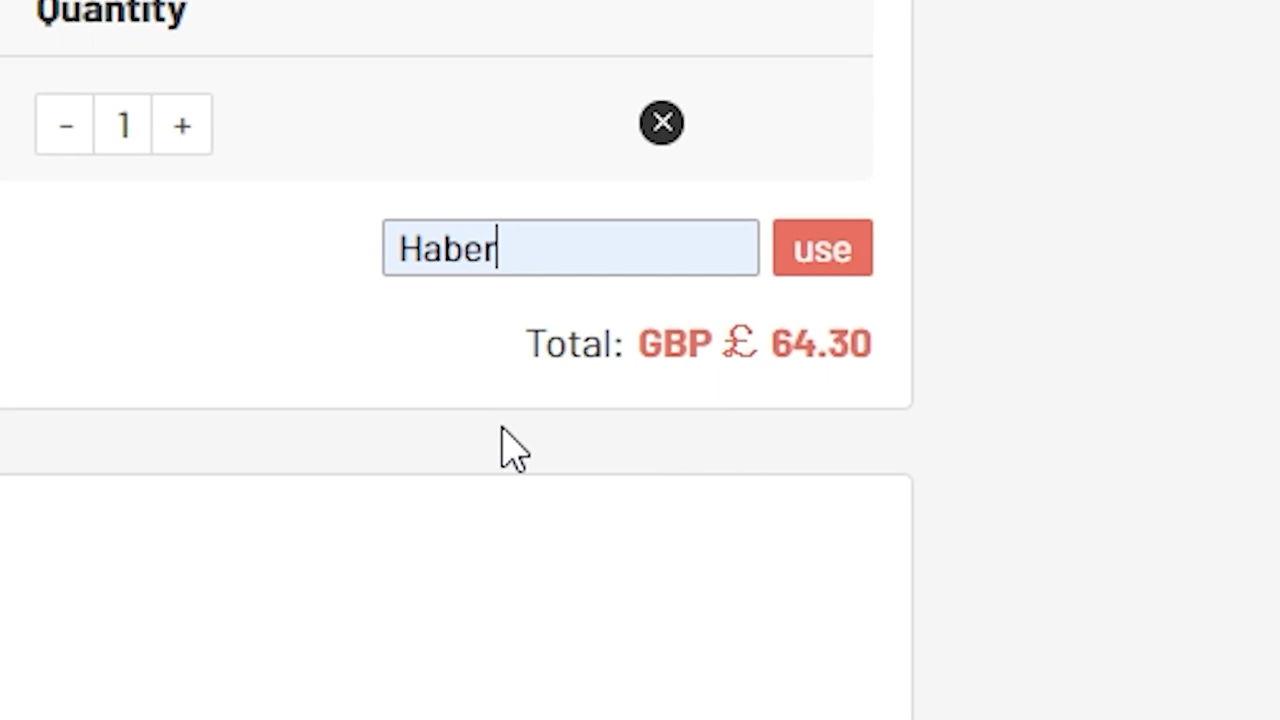 Quantity
- 1 +
Haber
use
Total: GBP £ 64.30